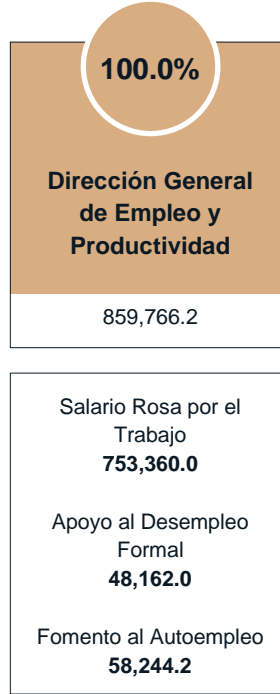 100.0%
Dirección General
de Empleo y
Productividad
859,766.2
Salario Rosa por el
Trabajo
753,360.0
Apoyo al Desempleo
Formal
48,162.0
Fomento al Autoempleo
58,244.2